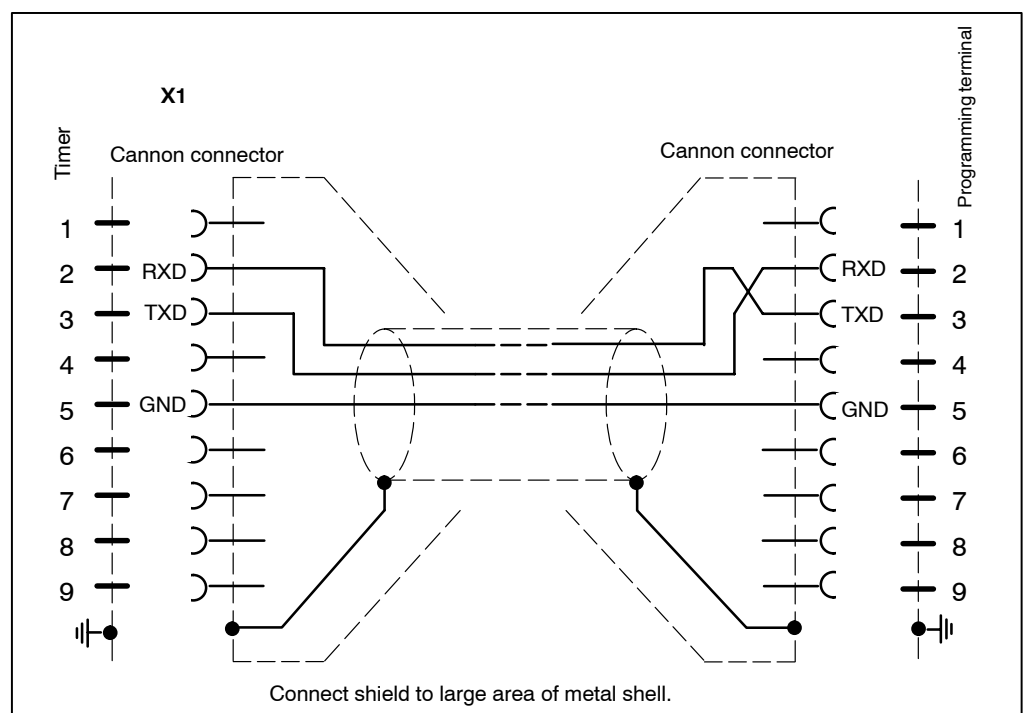 X1
Timer
Programming terminal
Cannon connector
Cannon connector
1
1
2 RXD
RXD 2
3 TXD
TXD 3
4
4
5 GND
GND 5
6
6
7
7
8
8
9
9
Connect shield to large area of metal shell.